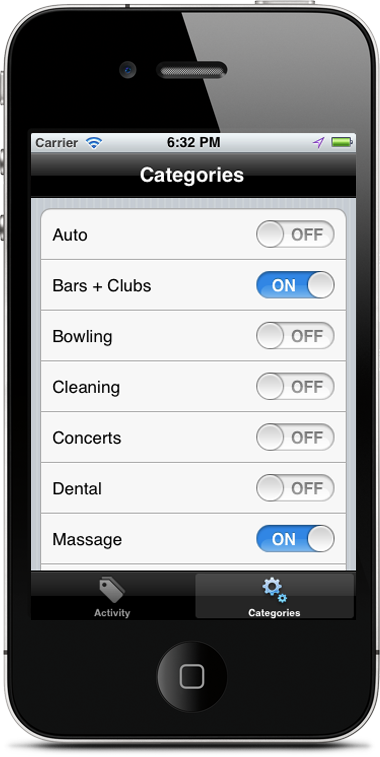 Carrier 6:32 PM
Categories
Auto OFF
Bars + Clubs ON
Bowling OFF
Cleaning OFF
Concerts OFF
Dental OFF
Massage ON
Activity Categories